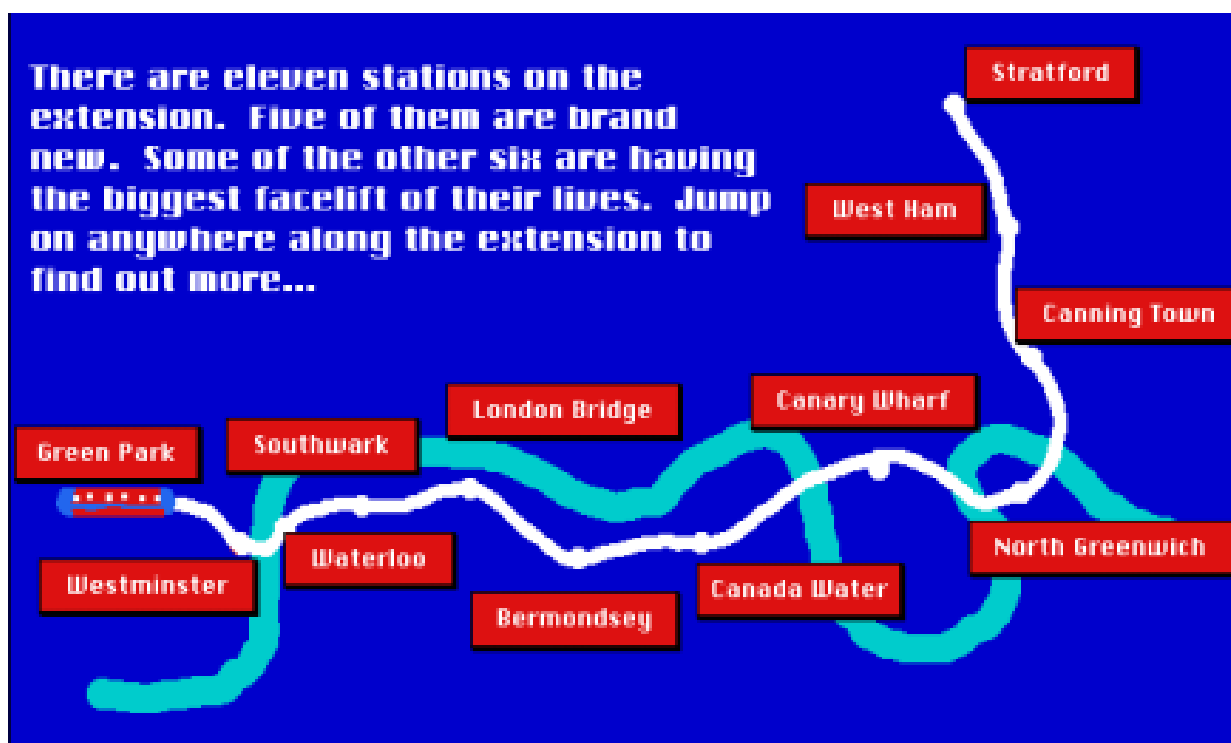 There are eleven stations on the
extension. Five of them are brand
new. Some of the other six are having
the biggest facelift of their lives. Jump
on anywhere along the extension to
find out more...
Stratford
West Ham
Canning Town
Canary Wharf
London Bridge
Southwark
Green Park
North Greenwich
Waterloo
Westminster
Canada Water
Bermondsey